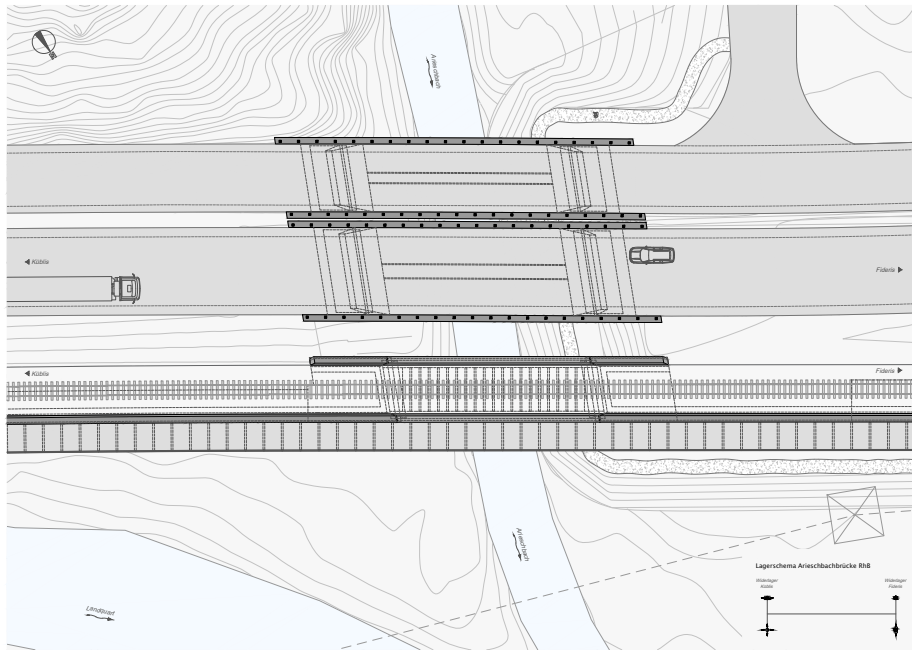 Arieschbach
Küblis
Fideris
Küblis
Fideris
Arieschbach
Landquart
Lagerschema Arieschbachbrücke RhB
Widerlager
Küblis
Widerlager
Fideris